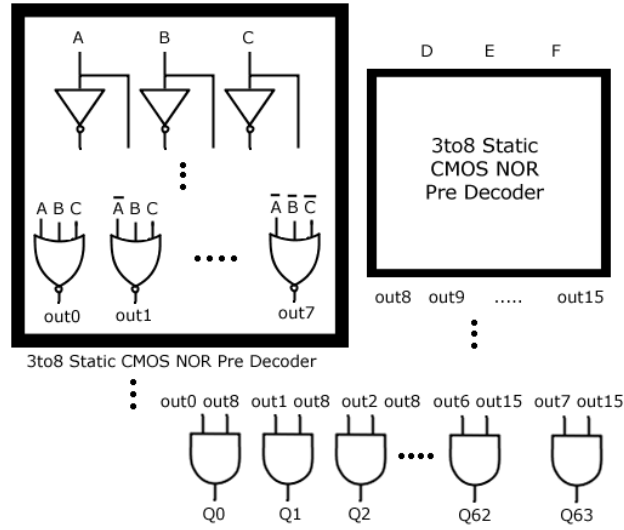 A B C
A B C
A̅ B C
A̅ B̅ C̅
out0
out1
out7
3to8 Static CMOS NOR Pre Decoder
D E F
3to8 Static
CMOS NOR
Pre Decoder
out8 out9 ..... out15
out0 out8 out1 out8 out2 out8 out6 out15 out7 out15
Q0 Q1 Q2 Q62 Q63